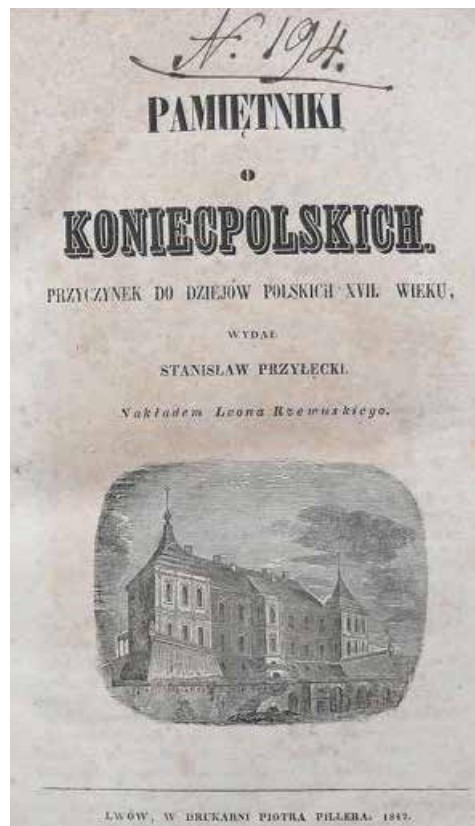 N. 194.
PAMIĘTNIKI
O
KONIECPOLSKICH.
PRZYCZYNEK DO DZIEJÓW POLSKICH XVII. WIEKU,
WYDAŁ
STANISŁAW PRZYŁĘCKI.
Nakładem Leona Rzewuskiego.
LWÓW, W DRUKARNI PIOTRA PILLERA. 1842.